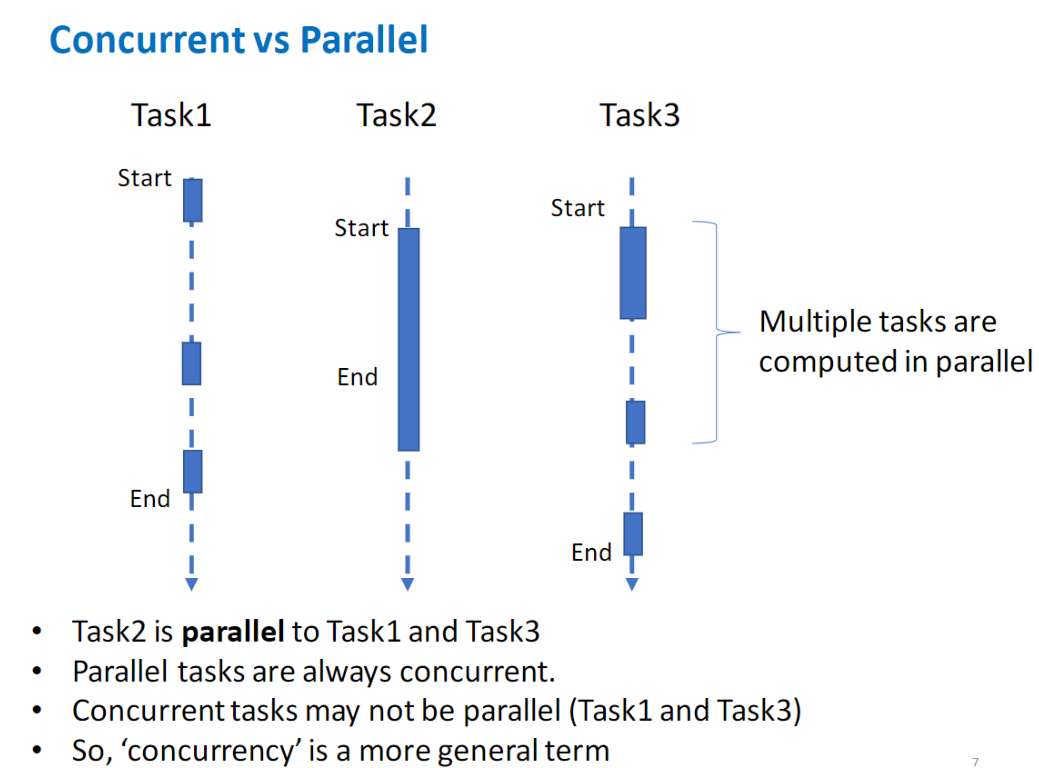 Concurrent vs Parallel
Task1 Task2 Task3
Start
Start
Start
Multiple tasks are
computed in parallel
End
End
End
• Task2 is parallel to Task1 and Task3
• Parallel tasks are always concurrent.
• Concurrent tasks may not be parallel (Task1 and Task3)
• So, ‘concurrency’ is a more general term
7